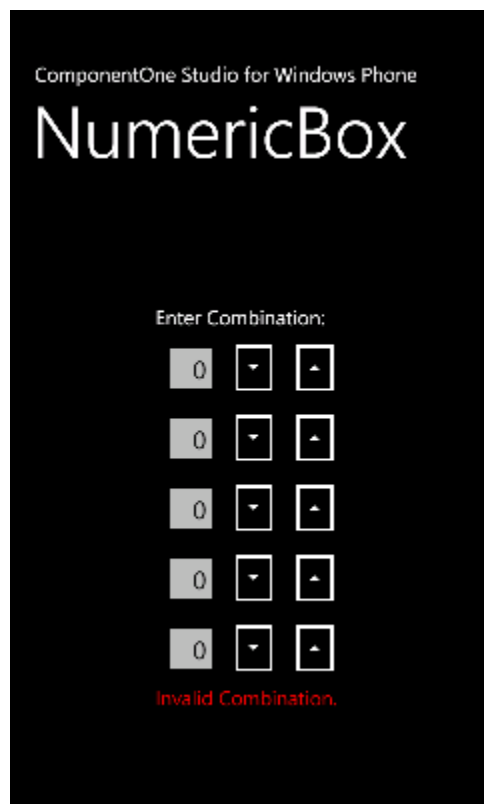 ComponentOne Studio for Windows Phone
NumericBox
Enter Combination:
0
0
0
0
0
Invalid Combination.